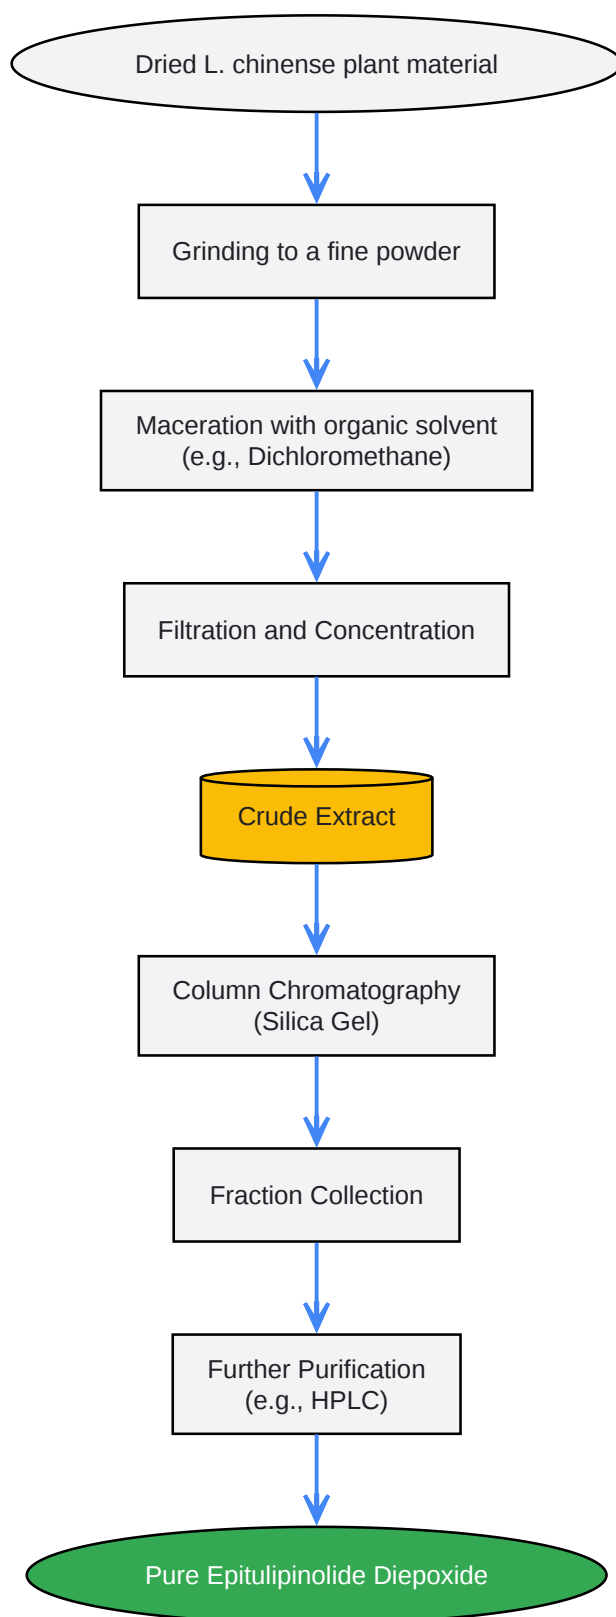 Dried L. chinense plant material
Grinding to a fine powder
Maceration with organic solvent
(e.g., Dichloromethane)
Filtration and Concentration
Crude Extract
Column Chromatography
(Silica Gel)
Fraction Collection
Further Purification
(e.g., HPLC)
Pure Epitulipinolide Diepoxide